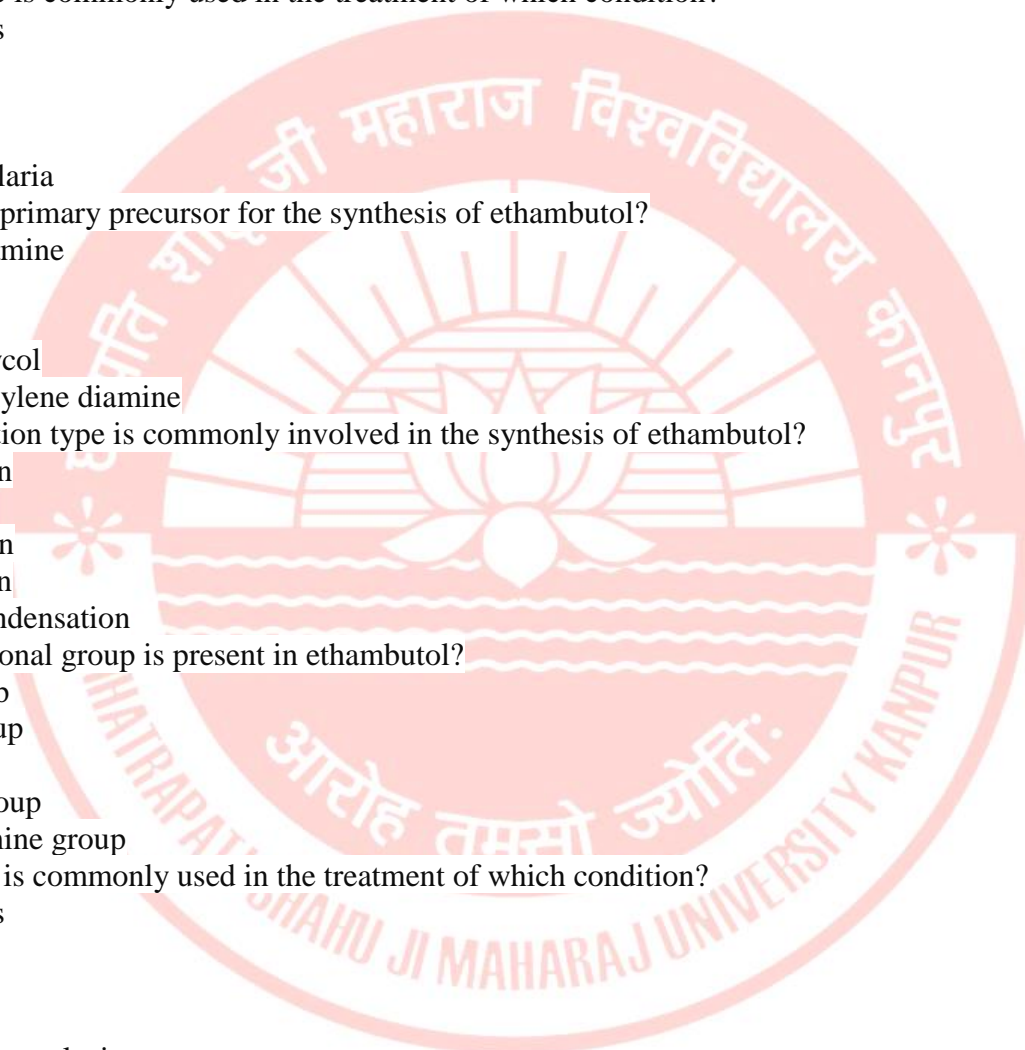 is commonly used in the treatment of which condition?
s
laria
primary precursor for the synthesis of ethambutol?
mine
ycol
ylene diamine
tion type is commonly involved in the synthesis of ethambutol?
n
n
n
ndensation
onal group is present in ethambutol?
p
up
oup
nine group
is commonly used in the treatment of which condition?
s
शाहू जी महाराज विश्वविद्यालय कानपुर
आरोह तमसो ज्योतिः
SHAHU JI MAHARAJ UNIVERSITY KANPUR